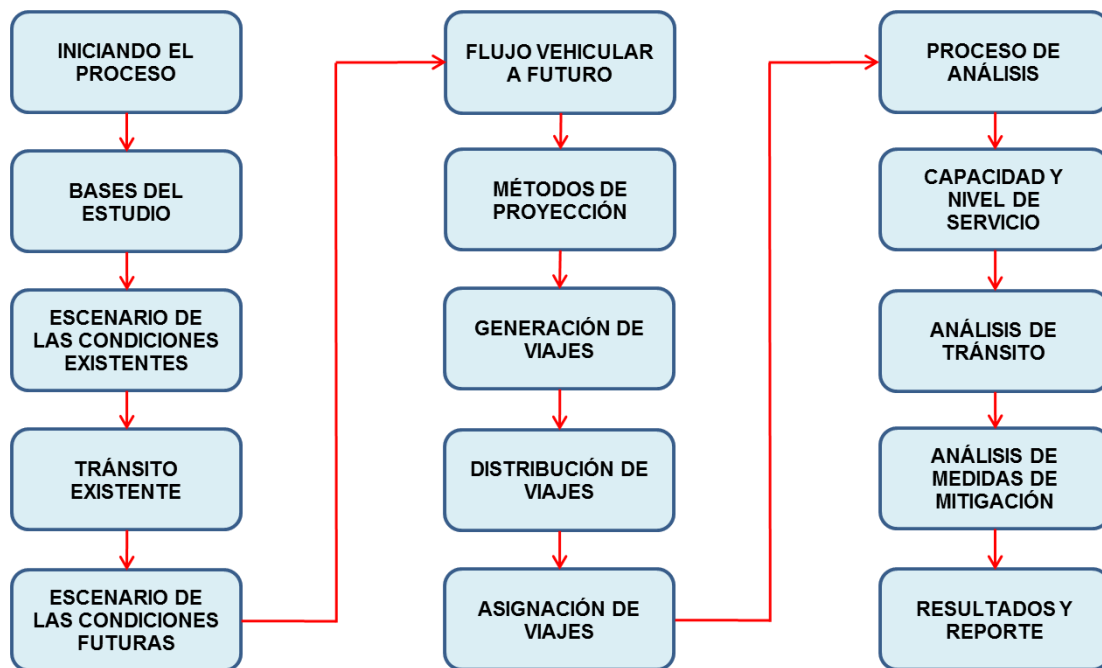 INICIANDO EL
PROCESO
BASES DEL
ESTUDIO
ESCENARIO DE
LAS CONDICIONES
EXISTENTES
TRÁNSITO
EXISTENTE
ESCENARIO DE
LAS CONDICIONES
FUTURAS
FLUJO VEHICULAR
A FUTURO
MÉTODOS DE
PROYECCIÓN
GENERACIÓN DE
VIAJES
DISTRIBUCIÓN DE
VIAJES
ASIGNACIÓN DE
VIAJES
PROCESO DE
ANÁLISIS
CAPACIDAD Y
NIVEL DE
SERVICIO
ANÁLISIS DE
TRÁNSITO
ANÁLISIS DE
MEDIDAS DE
MITIGACIÓN
RESULTADOS Y
REPORTE